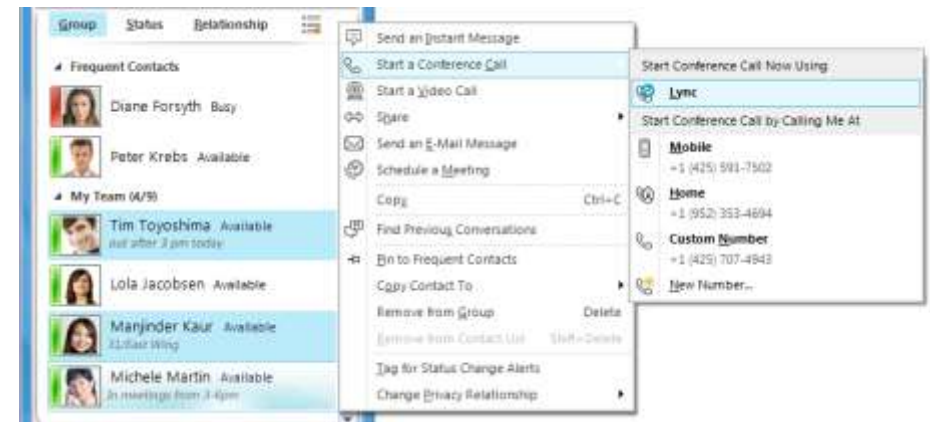 Group Status Relationship
Frequent Contacts
Diane Forsyth Busy
Peter Krebs Available
My Team (4/9)
Tim Toyoshima Available
out after 3 pm today
Lola Jacobsen Available
Manjinder Kaur Available
31/East Wing
Michele Martin Available
In meetings from 3-6pm
Send an Instant Message
Start a Conference Call
Start a Video Call
Share
Send an E-Mail Message
Schedule a Meeting
Copy Ctrl+C
Find Previous Conversations
Pin to Frequent Contacts
Copy Contact To
Remove from Group Delete
Remove from Contact List Shift+Delete
Tag for Status Change Alerts
Change Privacy Relationship
Start Conference Call Now Using
Lync
Start Conference Call by Calling Me At
Mobile
+1 (425) 591-7502
Home
+1 (952) 353-4694
Custom Number
+1 (425) 707-4943
New Number...